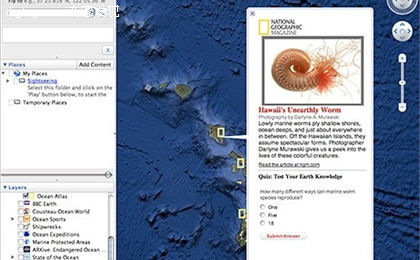 Fly to e.g., 37 25.818' N, 122 05.36' W
Places
Add Content
My Places
Sightseeing
Select this folder and click on the
'Play' button below, to start the
Temporary Places
Layers
Ocean Atlas
BBC Earth
Cousteau Ocean World
Ocean Sports
Shipwrecks
Ocean Expeditions
Marine Protected Areas
ARKive: Endangered Ocean...
State of the Ocean
NATIONAL
GEOGRAPHIC
MAGAZINE
Hawaii's Unearthly Worm
Photography by Darlyne A. Murawski
Lowly marine worms ply shallow shores,
ocean deeps, and just about everywhere
in between. Off the Hawaiian Islands, they
assume spectacular forms. Photographer
Darlyne Murawski gives us a peek into the
lives of these colorful creatures.
Read the article at ngm.com
Quiz: Test Your Earth Knowledge
How many different ways can marine worm
species reproduce?
One
Five
18
Submit Answer